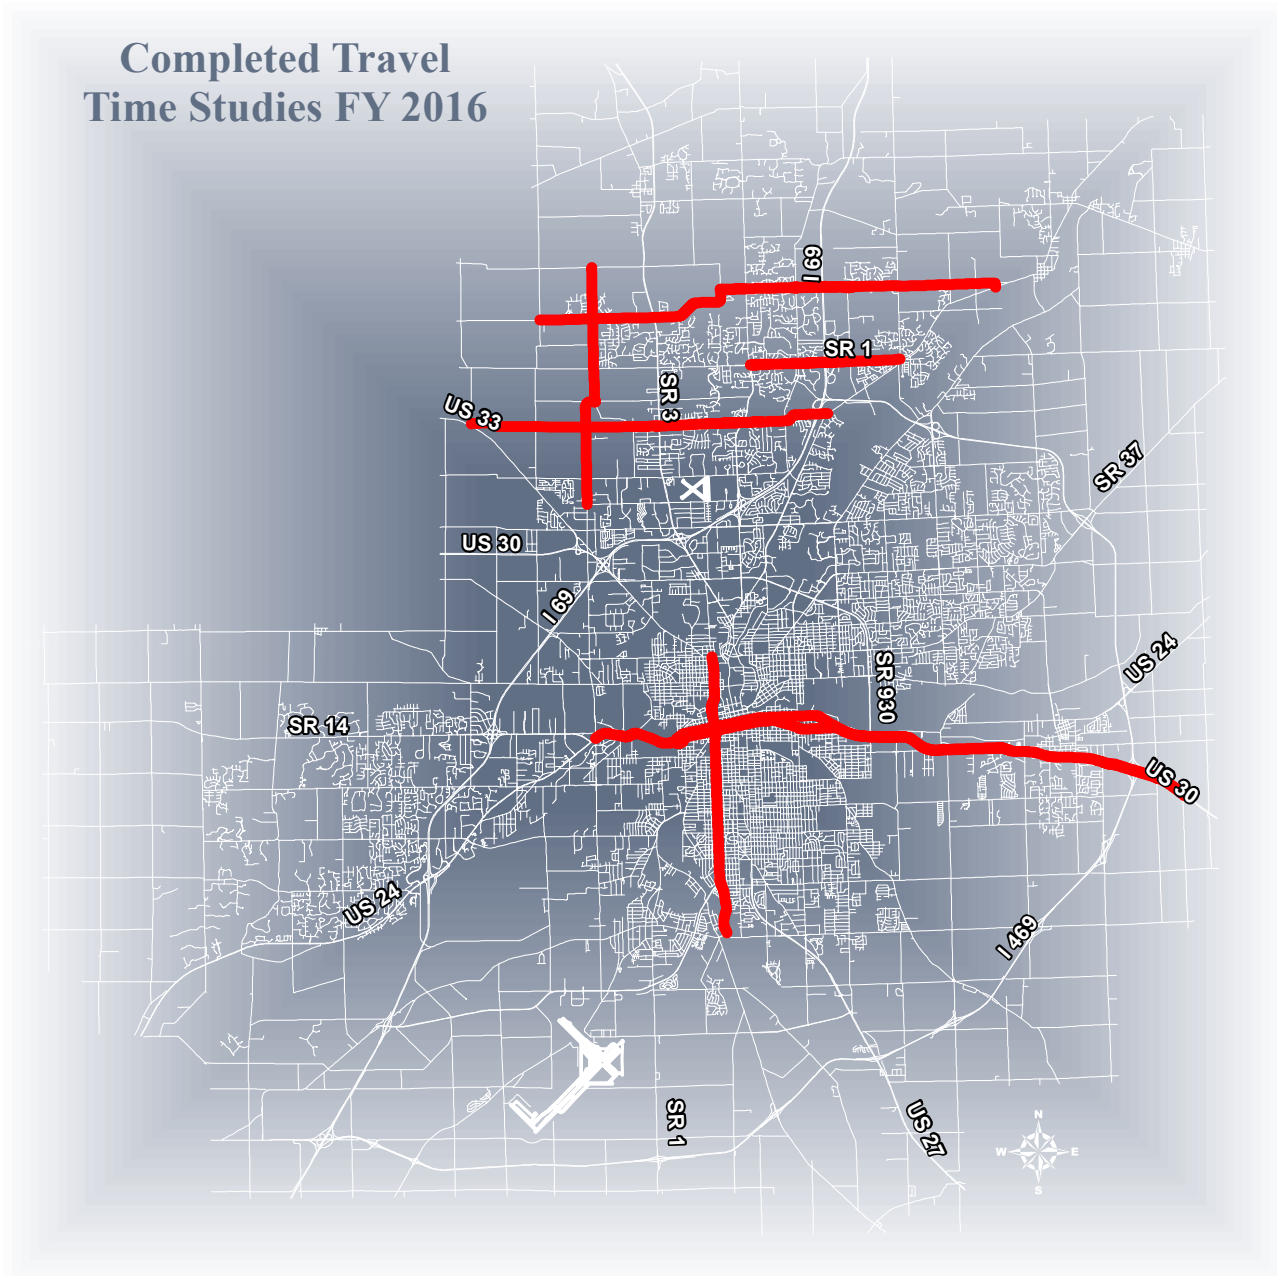 Completed Travel
Time Studies FY 2016
I 69
SR 1
SR 3
US 33
SR 37
US 30
I 69
US 24
SR 930
SR 14
US 30
US 24
I 469
SR 1
US 27
N
W
E
S